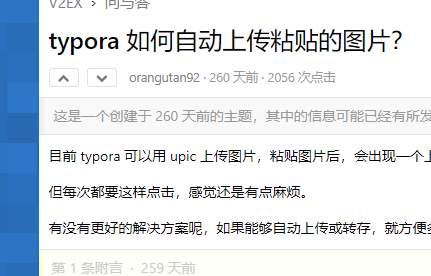 V2EX › 问与答
typora 如何自动上传粘贴的图片？
orangutan92 · 260 天前 · 2056 次点击
这是一个创建于 260 天前的主题，其中的信息可能已经有所发
目前 typora 可以用 upic 上传图片，粘贴图片后，会出现一个上
但每次都要这样点击，感觉还是有点麻烦。
有没有更好的解决方案呢，如果能够自动上传或转存，就方便多
第 1 条附言 · 259 天前